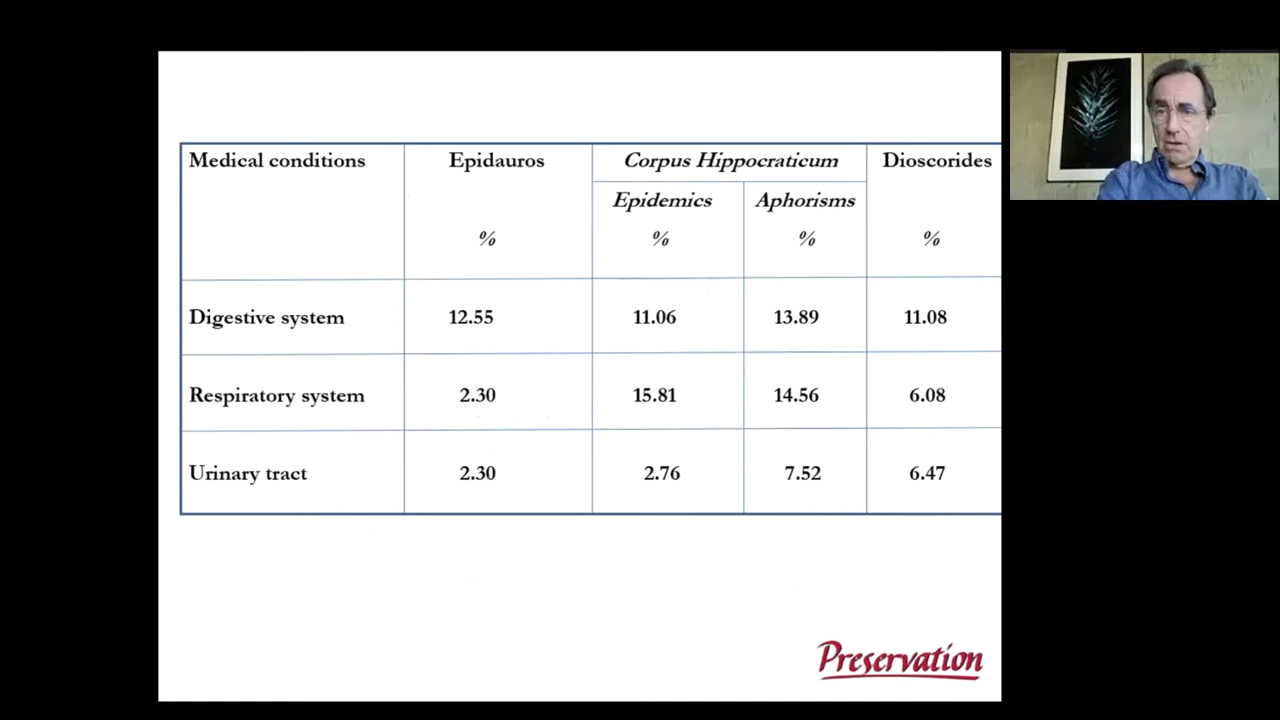 Medical conditions Epidauros Corpus Hippocraticum Dioscorides
Epidemics Aphorisms
% % % %
Digestive system 12.55 11.06 13.89 11.08
Respiratory system 2.30 15.81 14.56 6.08
Urinary tract 2.30 2.76 7.52 6.47
Preservation